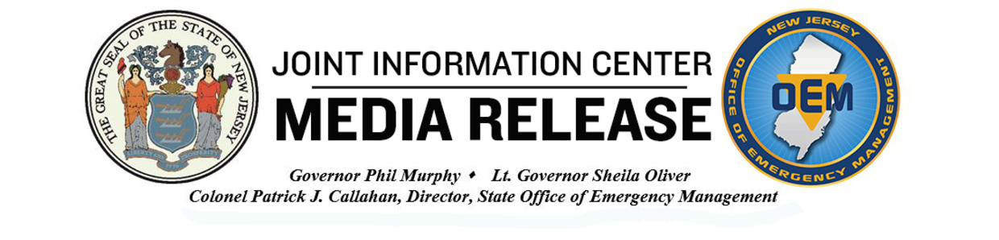 THE GREAT SEAL OF THE STATE OF NEW JERSEY
LIBERTY AND PROSPERITY
1776
JOINT INFORMATION CENTER
MEDIA RELEASE
Governor Phil Murphy ♦ Lt. Governor Sheila Oliver
Colonel Patrick J. Callahan, Director, State Office of Emergency Management
NEW JERSEY
OEM
OFFICE OF EMERGENCY MANAGEMENT